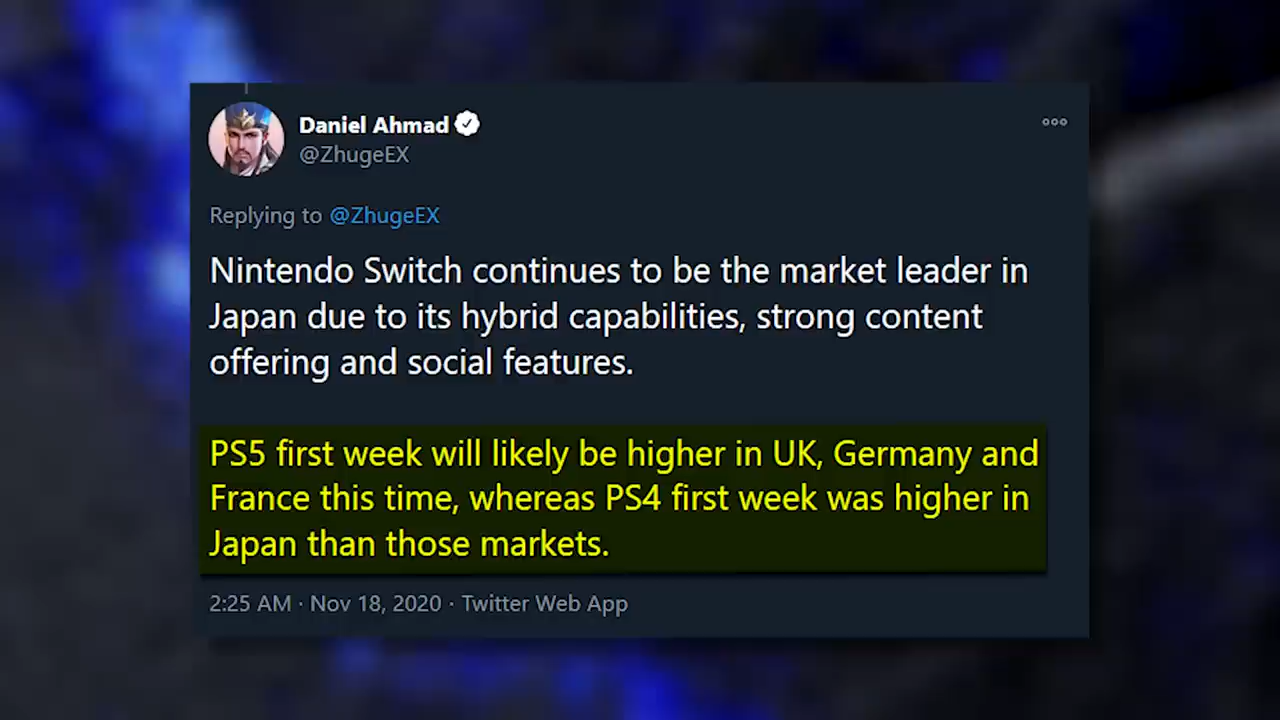 Daniel Ahmad
@ZhugeEX
Replying to @ZhugeEX
Nintendo Switch continues to be the market leader in
Japan due to its hybrid capabilities, strong content
offering and social features.
PS5 first week will likely be higher in UK, Germany and
France this time, whereas PS4 first week was higher in
Japan than those markets.
2:25 AM · Nov 18, 2020 · Twitter Web App